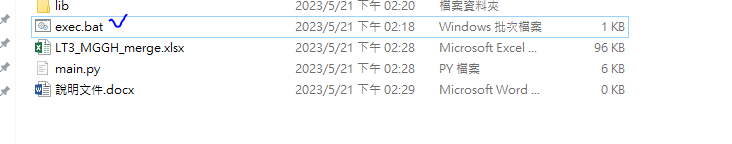 lib 2023/5/21 下午 02:20 檔案資料夾
exec.bat 2023/5/21 下午 02:18 Windows 批次檔案 1 KB
LT3_MGGH_merge.xlsx 2023/5/21 下午 02:28 Microsoft Excel ... 96 KB
main.py 2023/5/21 下午 02:28 PY 檔案 6 KB
說明文件.docx 2023/5/21 下午 02:29 Microsoft Word ... 0 KB